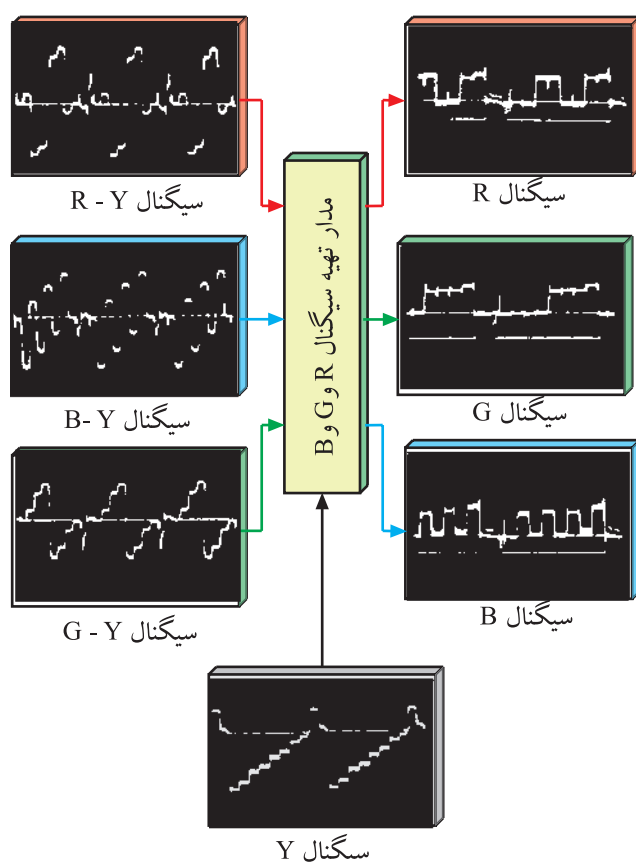 سیگنال R - Y
سیگنال R
مدار تهیه سیگنال R و G و B
سیگنال B- Y
سیگنال G
سیگنال G - Y
سیگنال B
سیگنال Y